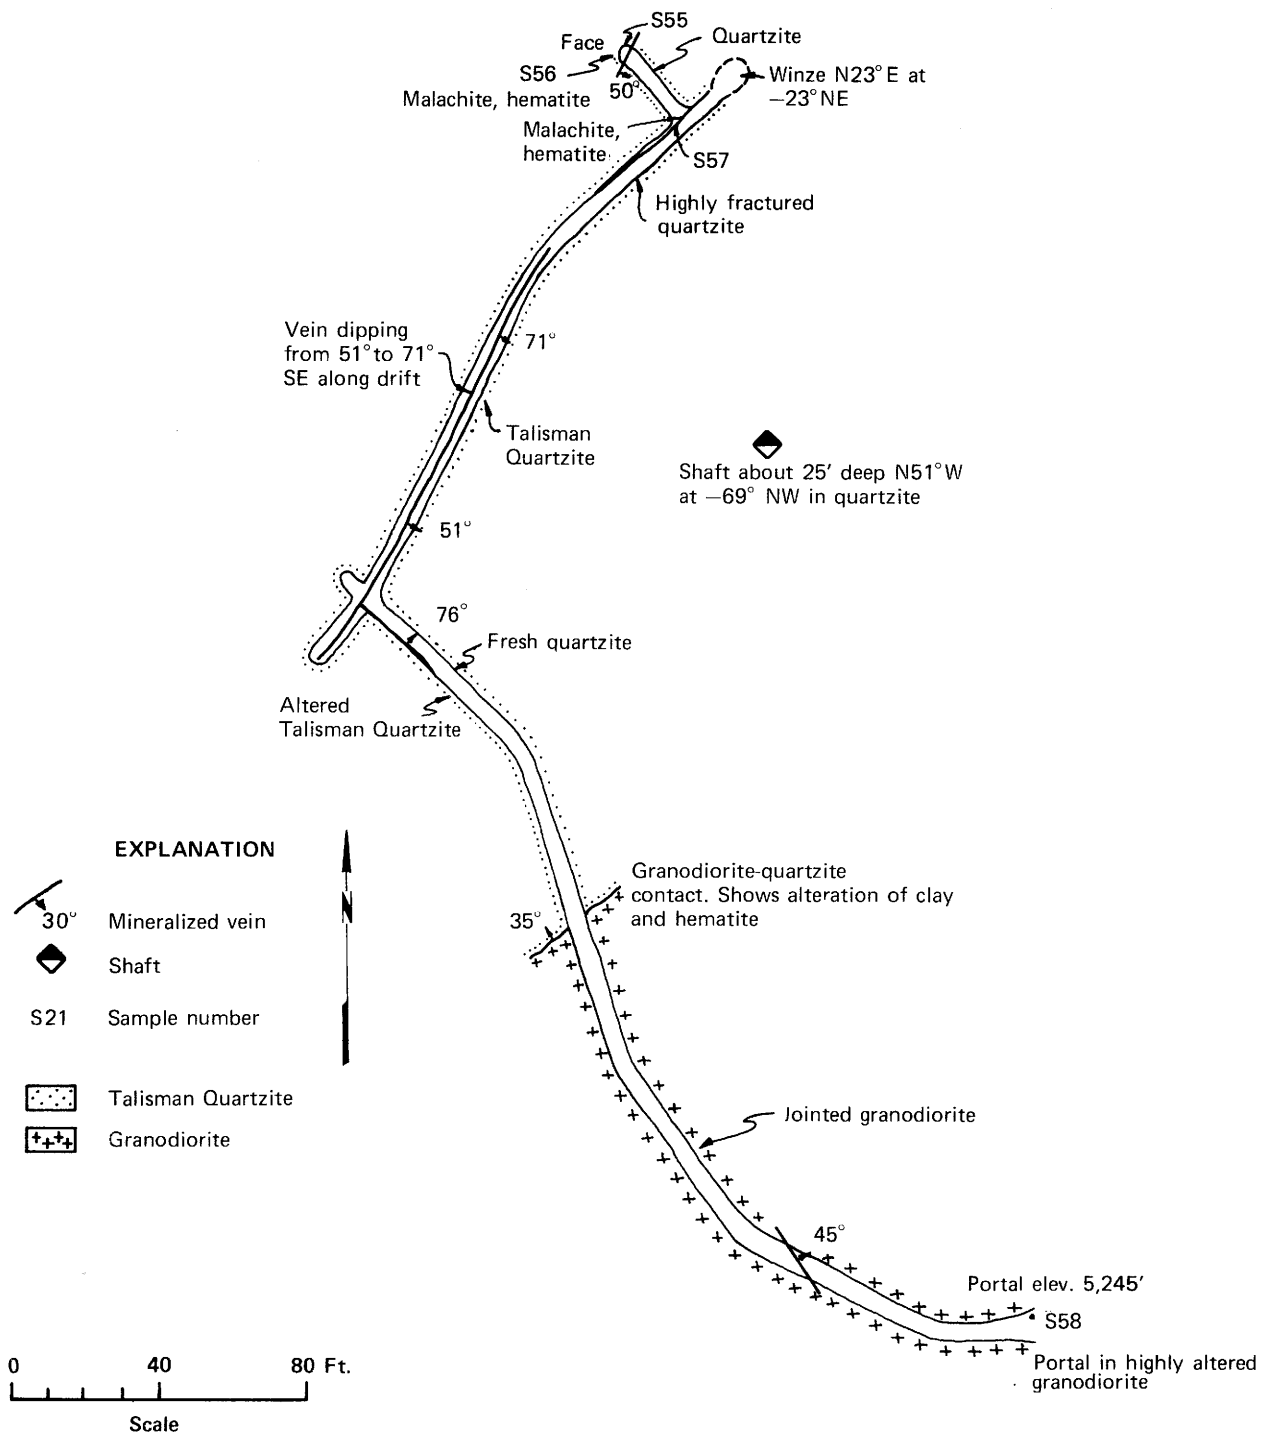 S55
Face
Quartzite
S56
Winze N23°E at
−23°NE
50°
Malachite, hematite
Malachite,
hematite
S57
Highly fractured
quartzite
Vein dipping
from 51° to 71°
SE along drift
71°
Talisman
Quartzite
Shaft about 25′ deep N51°W
at −69° NW in quartzite
51°
76°
Fresh quartzite
Altered
Talisman Quartzite
EXPLANATION
30°
Mineralized vein
Shaft
S21
Sample number
Talisman Quartzite
Granodiorite
N
Granodiorite-quartzite
contact. Shows alteration of clay
and hematite
35°
Jointed granodiorite
45°
Portal elev. 5,245′
S58
Portal in highly altered
granodiorite
0 40 80 Ft.
Scale